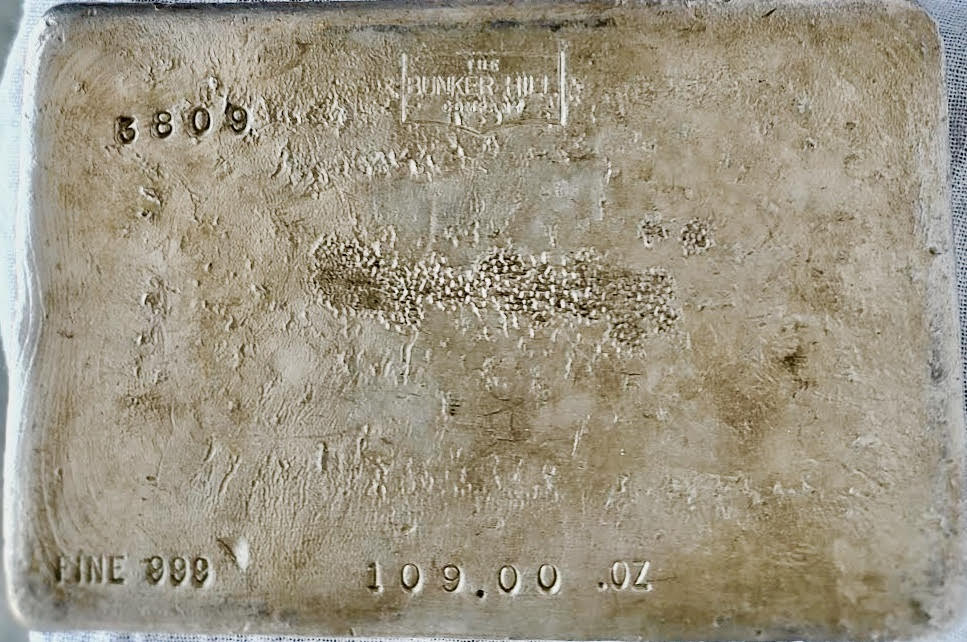 THE
BUNKER HILL
COMPANY
3809
FINE 999
109.00 .OZ